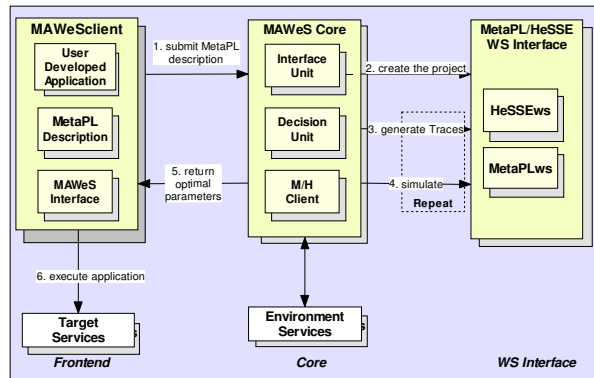 MAWeSclient
User
Developed
Application
MetaPL
Description
MAWeS
Interface
1. submit MetaPL
description
MAWeS Core
Interface
Unit
Decision
Unit
M/H
Client
2. create the project
3. generate Traces
4. simulate
Repeat
5. return
optimal
parameters
MetaPL/HeSSE
WS Interface
HeSSEws
MetaPLws
6. execute application
Target
Services
Environment
Services
Frontend
Core
WS Interface